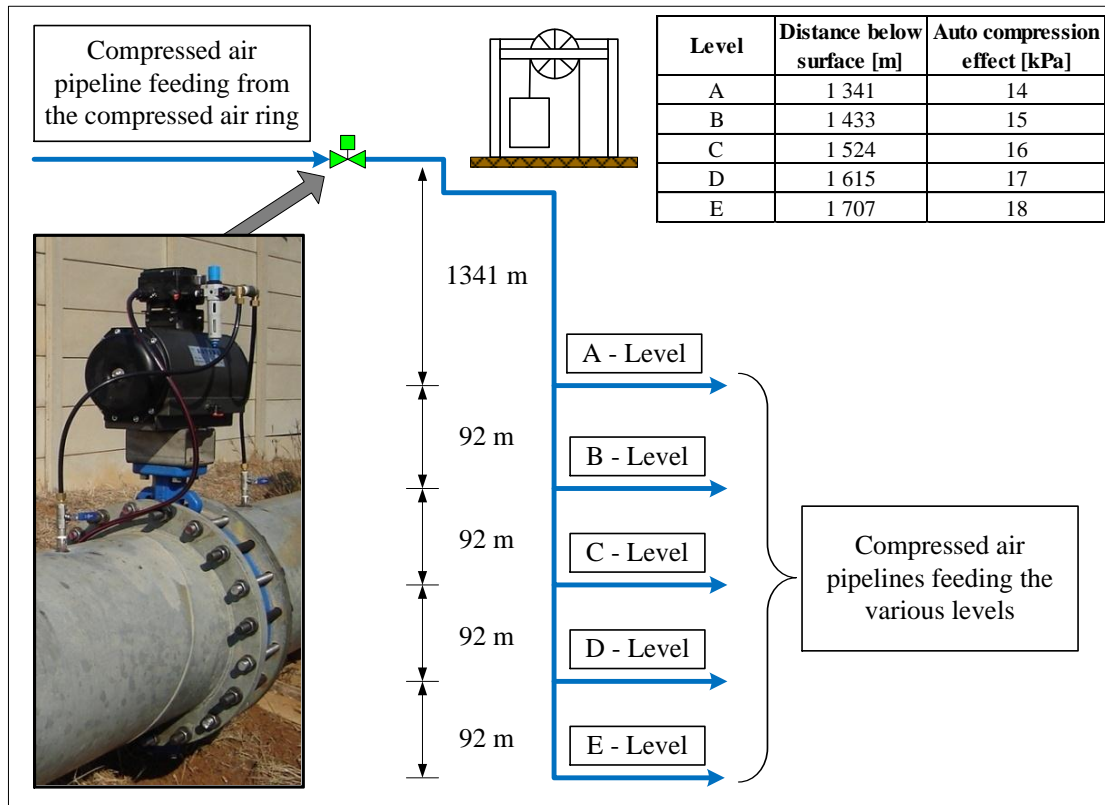 Compressed air
pipeline feeding from
the compressed air ring
Level Distance below surface [m] Auto compression effect [kPa]
A 1 341 14
B 1 433 15
C 1 524 16
D 1 615 17
E 1 707 18
1341 m
A - Level
92 m
B - Level
92 m
C - Level
92 m
D - Level
92 m
E - Level
Compressed air
pipelines feeding the
various levels